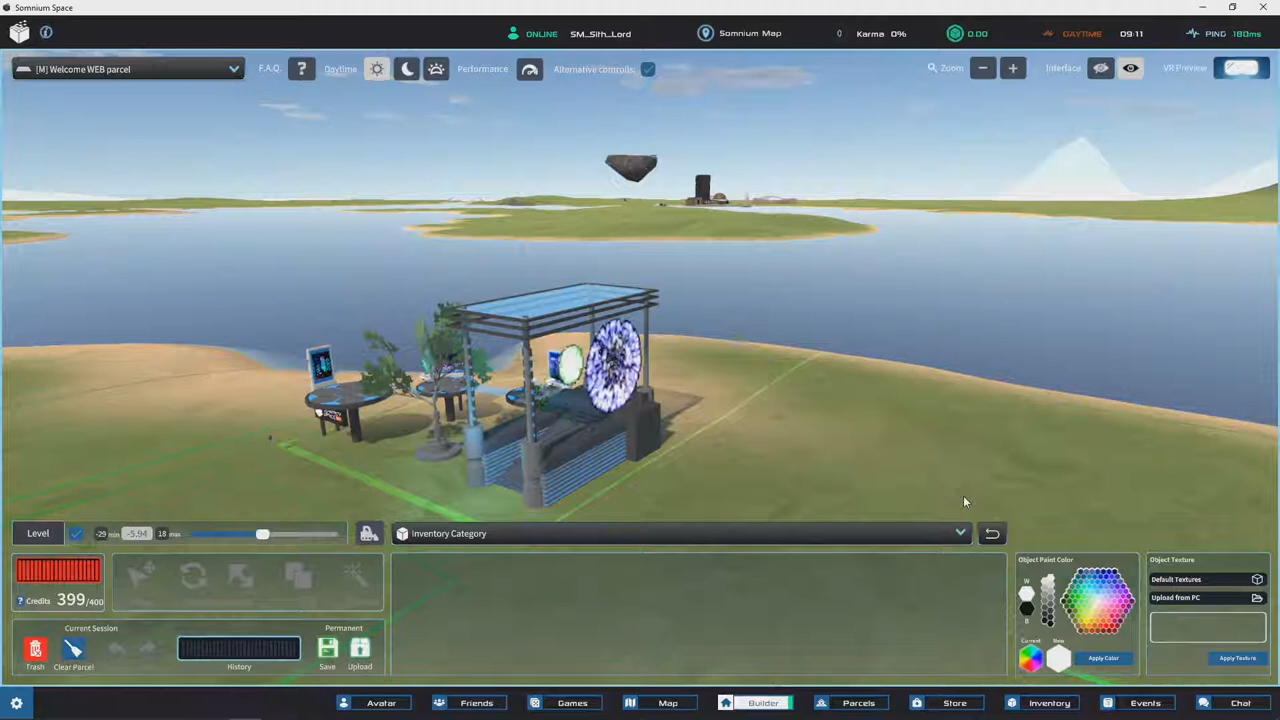 Somnium Space
ONLINE SM_Sith_Lord Somnium Map 0 Karma 0% 0.00 DAYTIME 09:11 PING 180ms
[M] Welcome WEB parcel F.A.Q. ? Daytime Performance Alternative controls: Zoom Interface VR Preview
Level -29 min -5.94 18 max Inventory Category
Object Paint Color Object Texture
W Default Textures
? Credits 399/400 Upload from PC
B
Current Session Permanent
Current New
Trash Clear Parcel History Save Upload Apply Color Apply Texture
Avatar Friends Games Map Builder Parcels Store Inventory Events Chat